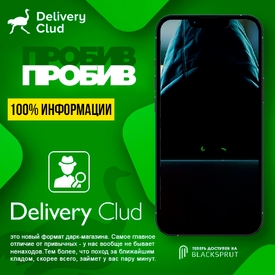 Delivery
Clud
ПРОБИВ
ПРОБИВ
100% ИНФОРМАЦИИ
Delivery Clud
это новый формат дарк-магазина. Самое главное
отличие от привычных - у нас вообще не бывает
ненаходов.Тем более, что поход за ближайшим
кладом, скорее всего, займет у вас пару минут.
ТЕПЕРЬ ДОСТУПЕН НА
BLACKSPRUT